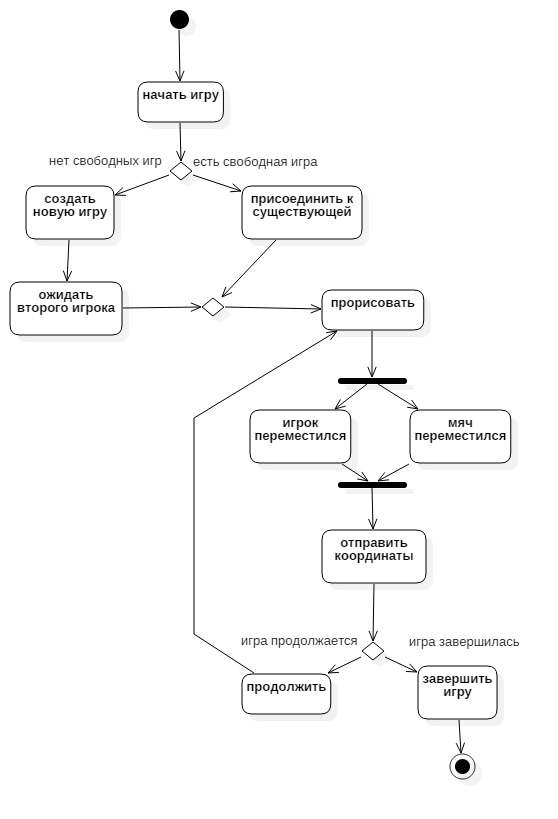 начать игру
нет свободных игр
есть свободная игра
создать
новую игру
присоединить к
существующей
ожидать
второго игрока
прорисовать
игрок
переместился
мяч
переместился
отправить
координаты
игра продолжается
игра завершилась
продолжить
завершить
игру